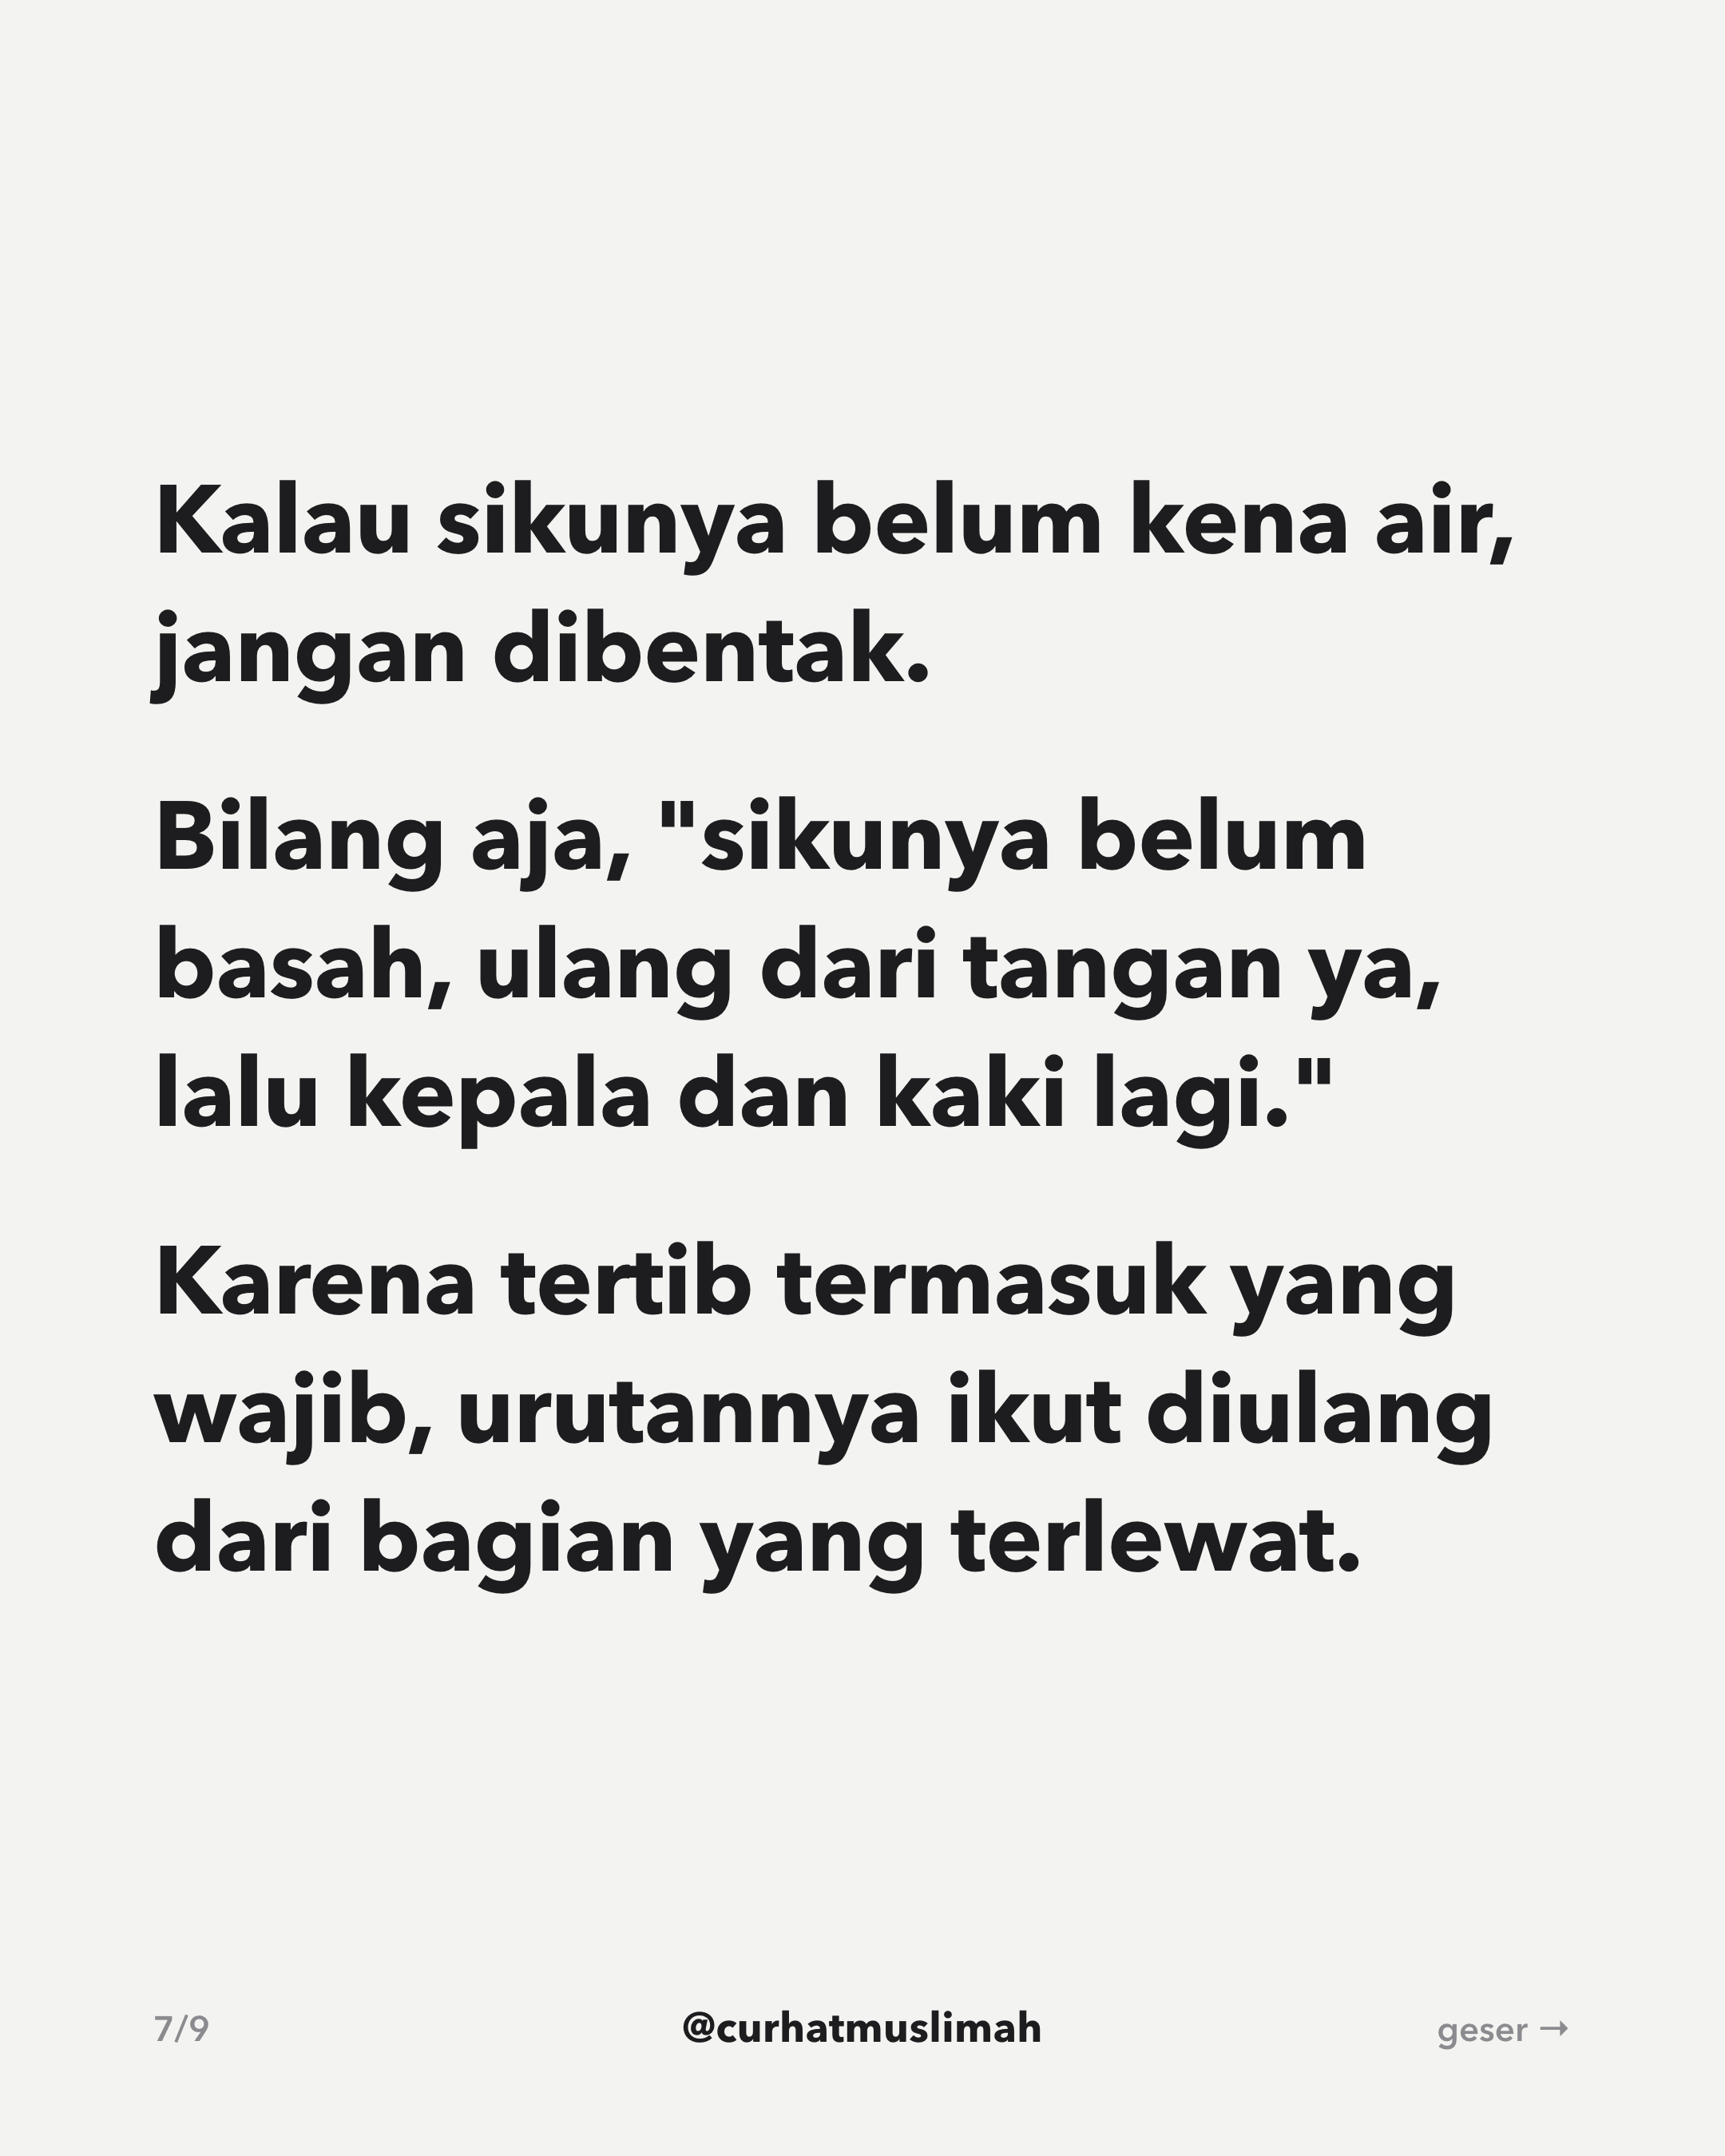 Kalau sikunya belum kena air,
jangan dibentak.
Bilang aja, "sikunya belum
basah, ulang dari tangan ya,
lalu kepala dan kaki lagi."
Karena tertib termasuk yang
wajib, urutannya ikut diulang
dari bagian yang terlewat.
7/9
@curhatmuslimah
geser →